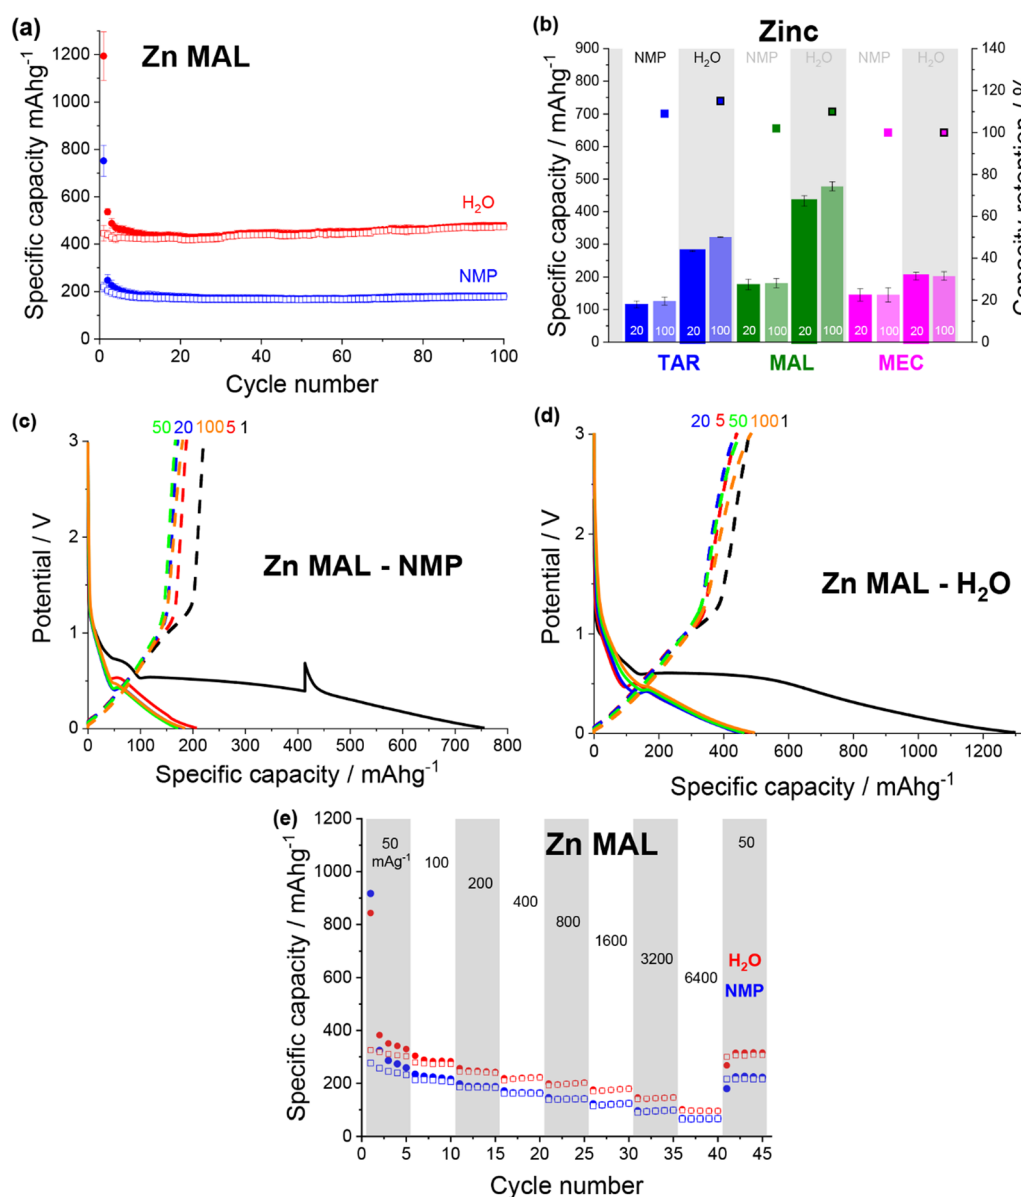 (a)
Zn MAL
Specific capacity mAhg⁻¹
1200
1000
800
600
400
200
0
H₂O
NMP
0 20 40 60 80 100
Cycle number
(b)
Zinc
Specific capacity / mAhg⁻¹
900
800
700
600
500
400
300
200
100
0
NMP H₂O NMP H₂O NMP H₂O
140
120
100
80
60
40
20
0
Capacity retention / %
20 100 20 100 20 100 20 100 20 100 20 100
TAR MAL MEC
(c)
50 20 100 5 1
Potential / V
3
2
1
0
Zn MAL - NMP
0 100 200 300 400 500 600 700 800
Specific capacity / mAhg⁻¹
(d)
20 5 50 100 1
Potential / V
3
2
1
0
Zn MAL - H₂O
0 200 400 600 800 1000 1200
Specific capacity / mAhg⁻¹
(e)
Zn MAL
Specific capacity / mAhg⁻¹
1200
1000
800
600
400
200
0
50
mAg⁻¹
100
200
400
800
1600
3200
6400
50
H₂O
NMP
0 5 10 15 20 25 30 35 40 45
Cycle number